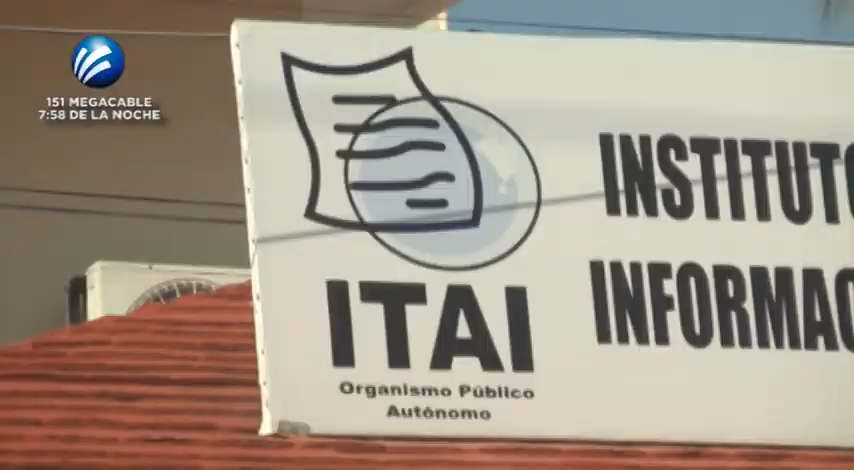 151 MEGACABLE
7:58 DE LA NOCHE
INSTITUTO
INFORMAC
ITAI
Organismo Público
Autónomo